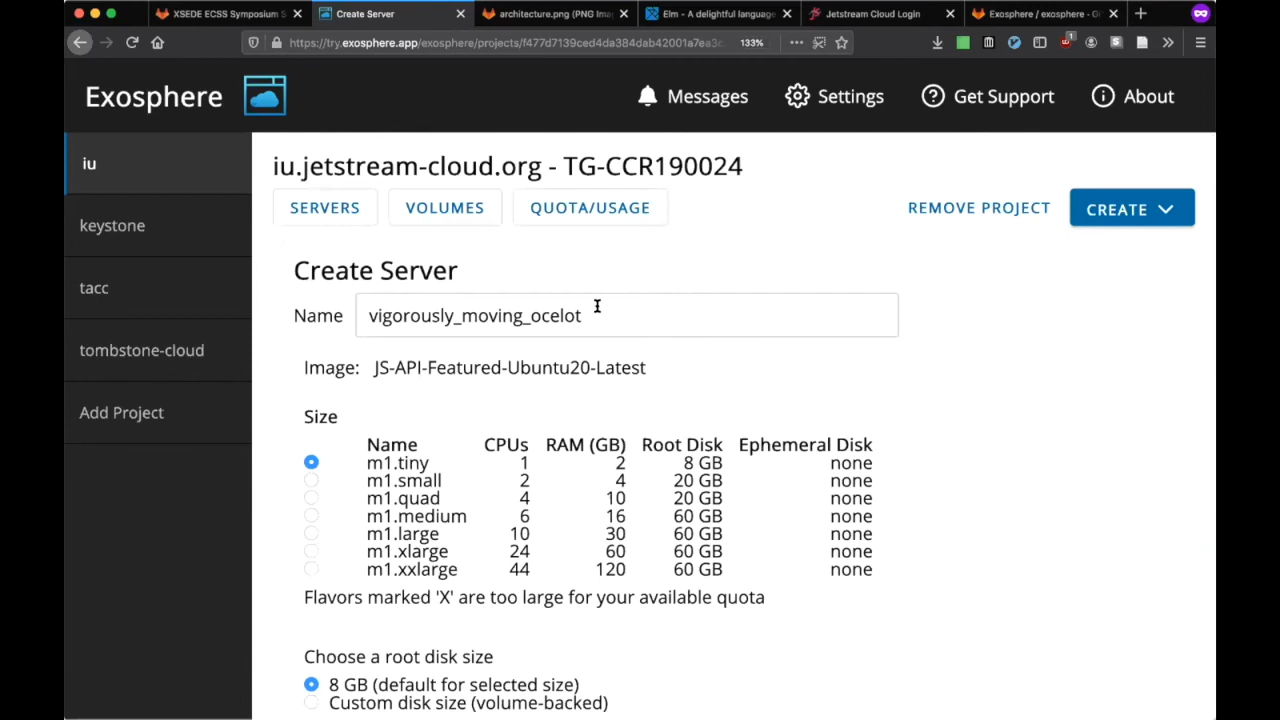 XSEDE ECSS Symposium S
Create Server
architecture.png (PNG Ima
Elm - A delightful language
Jetstream Cloud Login
Exosphere / exosphere · G
https://try.exosphere.app/exosphere/projects/f477d7139ced4da384dab42001a7ea3c
133%
1
Exosphere
Messages
Settings
Get Support
About
iu
keystone
tacc
tombstone-cloud
Add Project
iu.jetstream-cloud.org - TG-CCR190024
SERVERS
VOLUMES
QUOTA/USAGE
REMOVE PROJECT
CREATE
Create Server
Name vigorously_moving_ocelot
Image: JS-API-Featured-Ubuntu20-Latest
Size
Name CPUs RAM (GB) Root Disk Ephemeral Disk
m1.tiny 1 2 8 GB none
m1.small 2 4 20 GB none
m1.quad 4 10 20 GB none
m1.medium 6 16 60 GB none
m1.large 10 30 60 GB none
m1.xlarge 24 60 60 GB none
m1.xxlarge 44 120 60 GB none
Flavors marked 'X' are too large for your available quota
Choose a root disk size
8 GB (default for selected size)
Custom disk size (volume-backed)